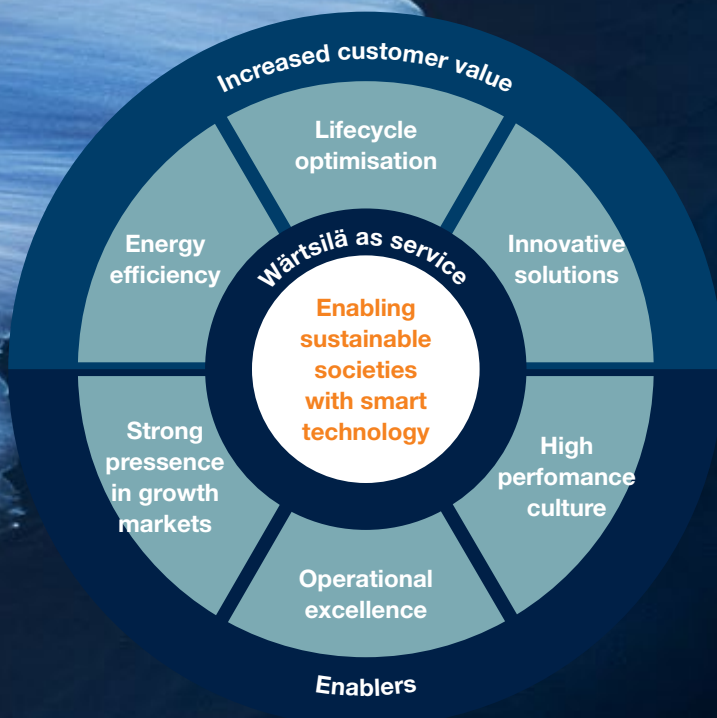 Increased customer value
Lifecycle
optimisation
Energy
efficiency
Innovative
solutions
Wärtsilä as service
Enabling
sustainable
societies
with smart
technology
Strong
pressence
in growth
markets
High
perfomance
culture
Operational
excellence
Enablers